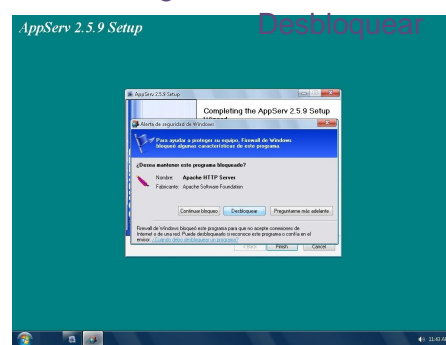 AppServ 2.5.9 Setup
Desbloquear
AppServ 2.5.9 Setup
Completing the AppServ 2.5.9 Setup
Alerta de seguridad de Windows
Para ayudar a proteger su equipo, Firewall de Windows
bloqueó algunas características de este programa.
¿Desea mantener este programa bloqueado?
Nombre: Apache HTTP Server
Fabricante: Apache Software Foundation
Continuar bloqueo Desbloquear Preguntarme más adelante
Firewall de Windows bloqueó este programa para que no acepte conexiones de
Internet o de una red. Puede desbloquearlo si reconoce este programa o confía en el
emisor. ¿Cuándo debo desbloquear un programa?
Finish Cancel